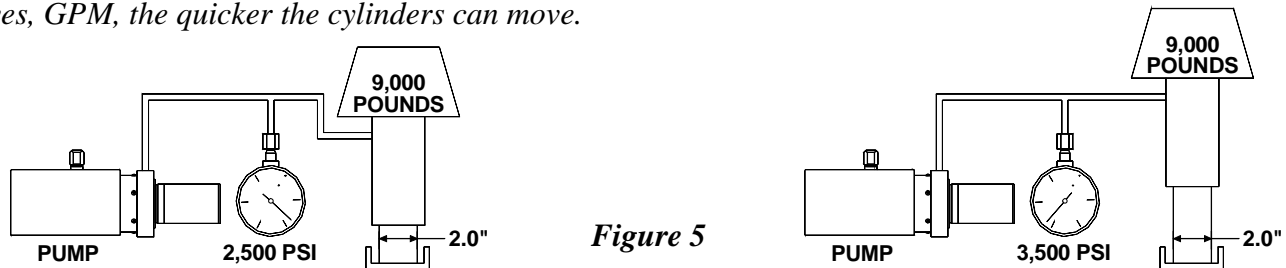 es, GPM, the quicker the cylinders can move.
9,000
POUNDS
PUMP
2,500 PSI
2.0"
Figure 5
9,000
POUNDS
PUMP
3,500 PSI
2.0"